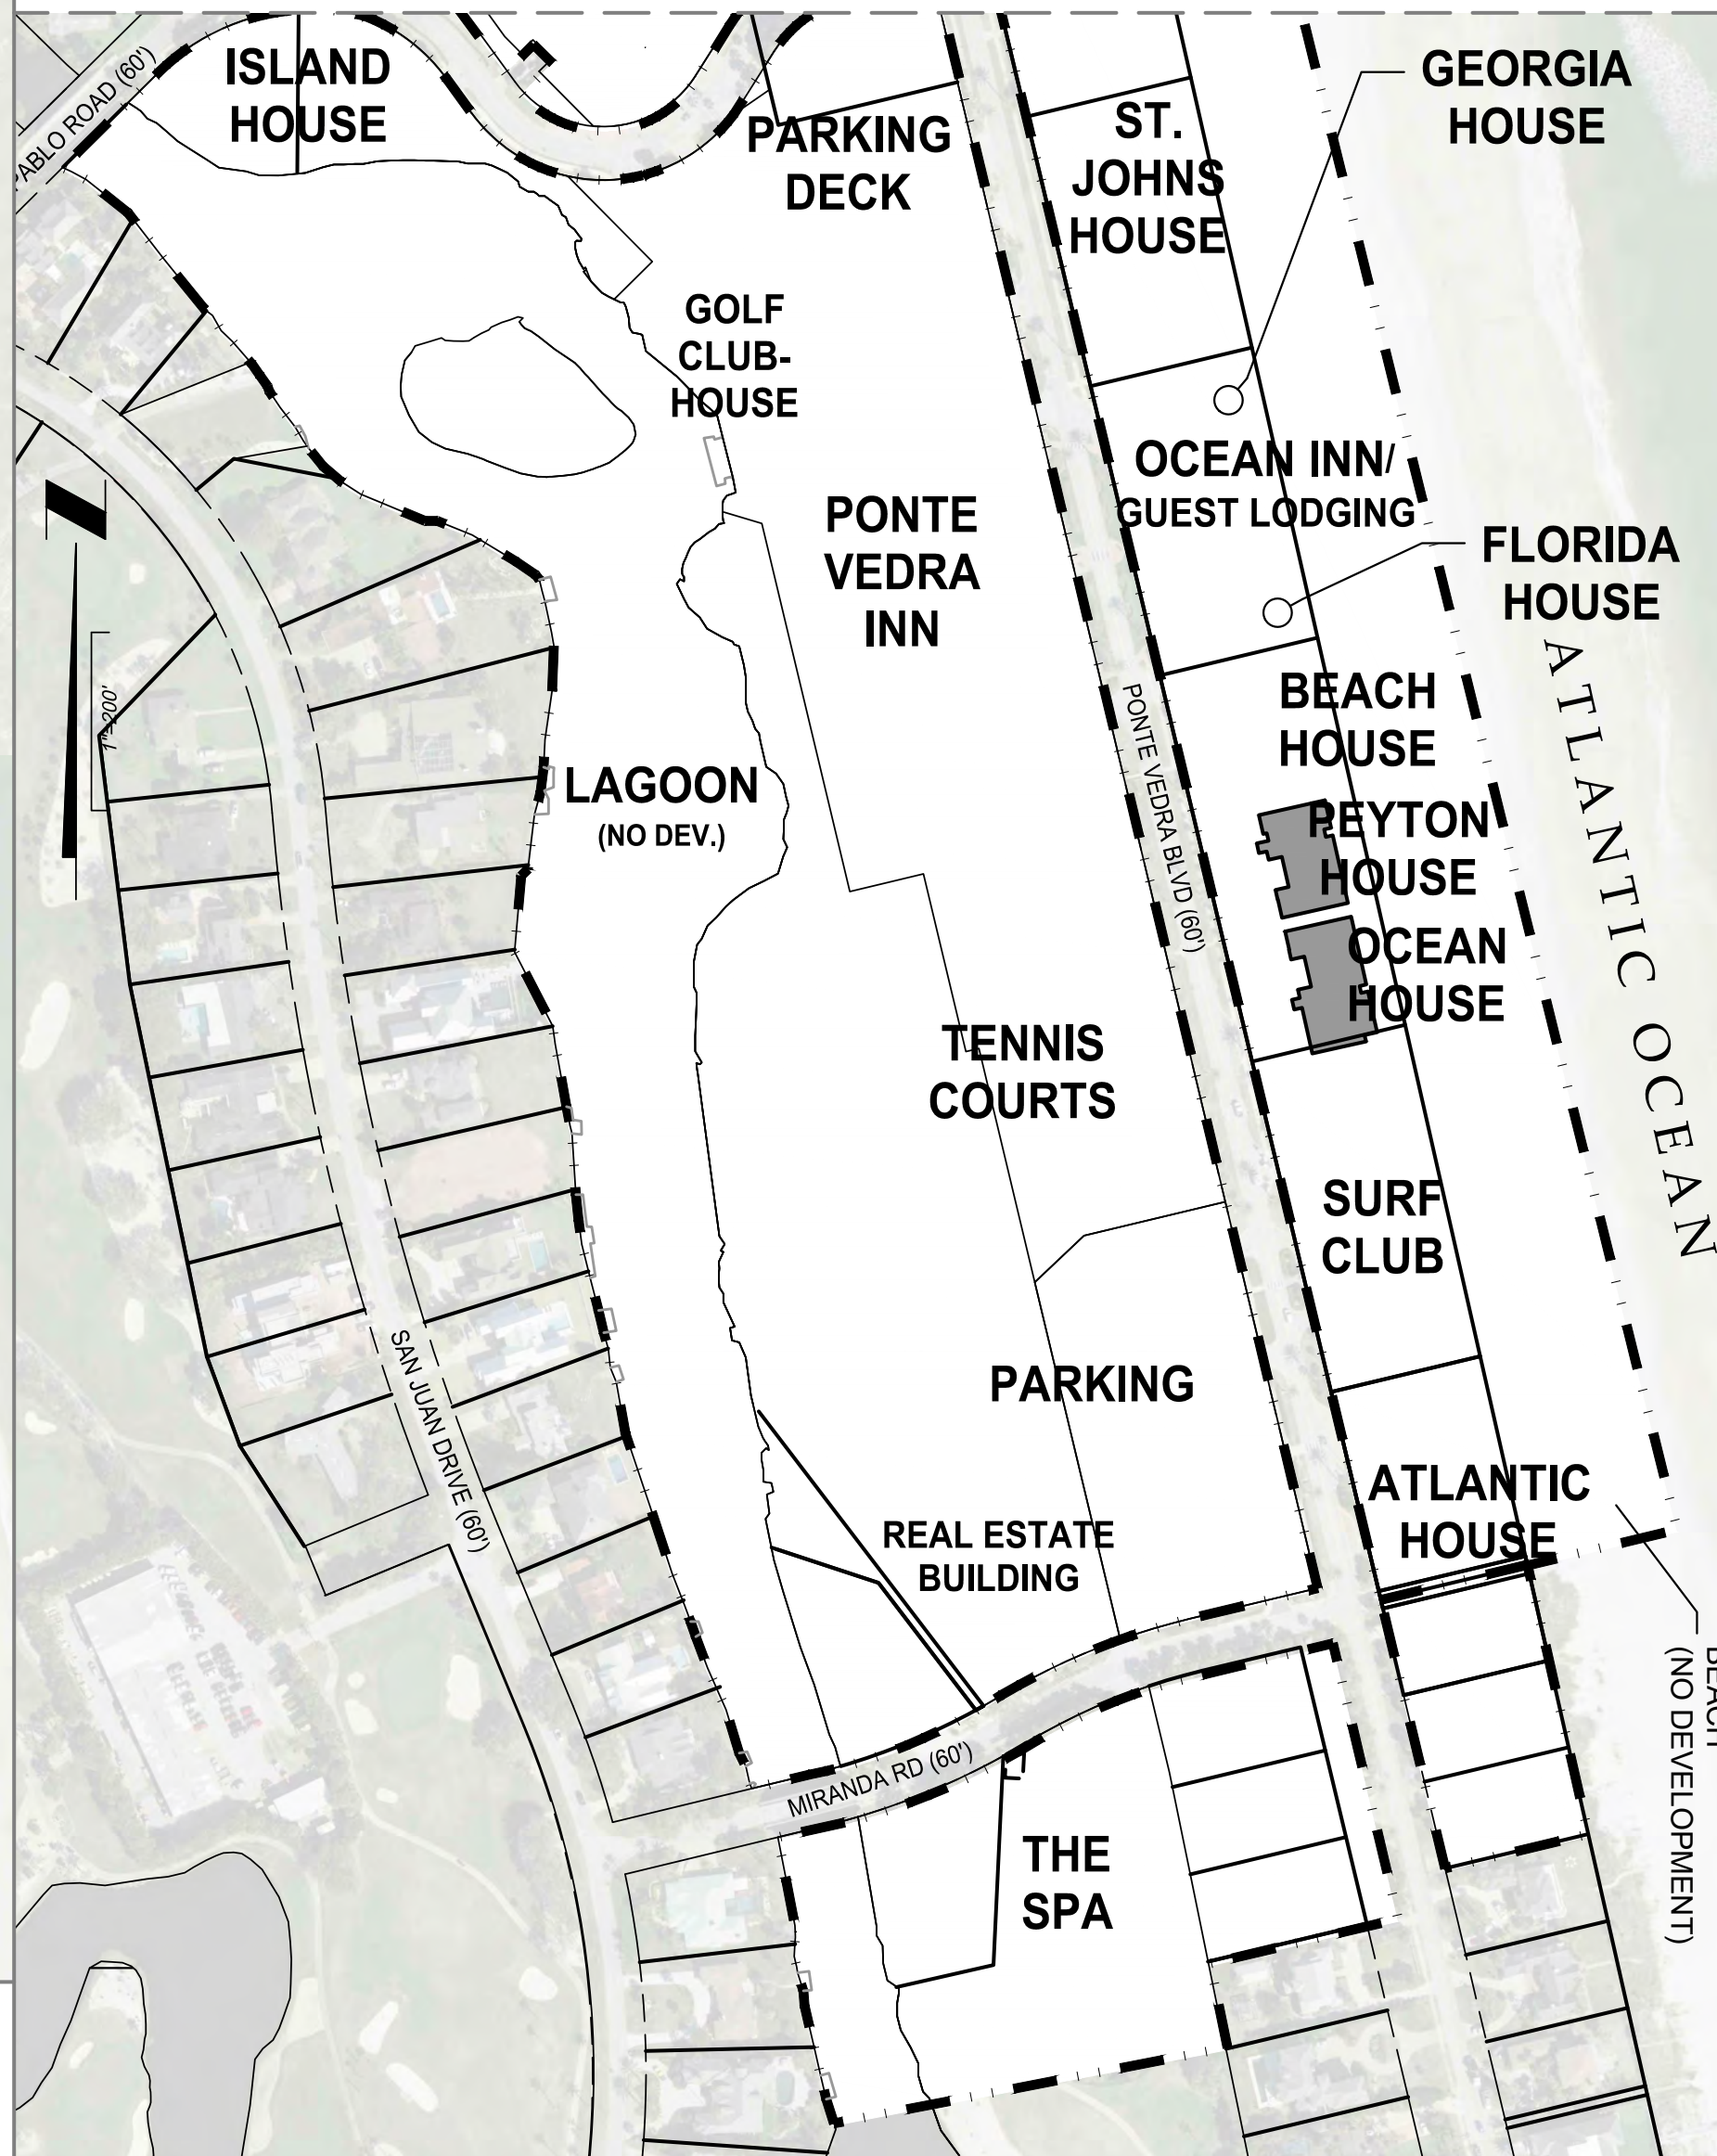 PABLO ROAD (60')
ISLAND
HOUSE
PARKING
DECK
ST.
JOHNS
HOUSE
GEORGIA
HOUSE
GOLF
CLUB-
HOUSE
OCEAN INN/
GUEST LODGING
PONTE
VEDRA
INN
FLORIDA
HOUSE
1"=200'
BEACH
HOUSE
LAGOON
(NO DEV.)
PONTE VEDRA BLVD (60')
PEYTON
HOUSE
OCEAN
HOUSE
ATLANTIC OCEAN
TENNIS
COURTS
SURF
CLUB
PARKING
SAN JUAN DRIVE (60')
ATLANTIC
HOUSE
REAL ESTATE
BUILDING
BEACH
(NO DEVELOPMENT)
MIRANDA RD (60')
THE
SPA